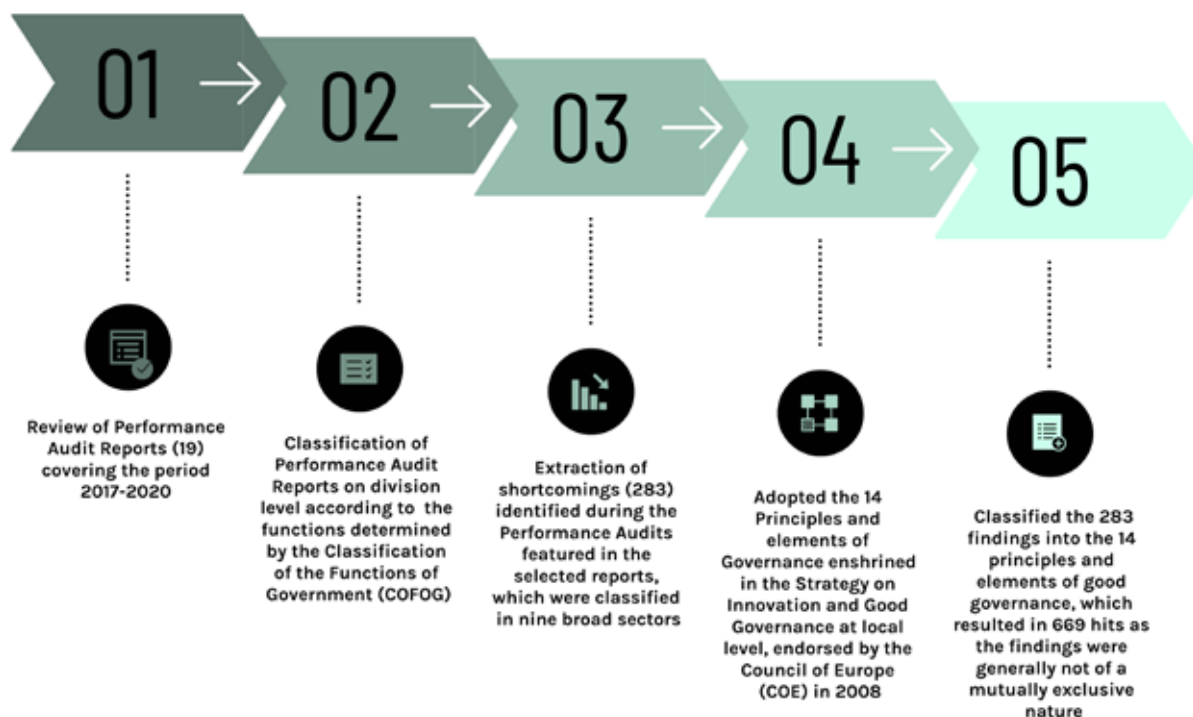 01
02
03
04
05
Review of Performance
Audit Reports (19)
covering the period
2017-2020
Classification of
Performance Audit
Reports on division
level according to the
functions determined
by the Classification
of the Functions of
Government (COFOG)
Extraction of
shortcomings (283)
identified during the
Performance Audits
featured in the
selected reports,
which were classified
in nine broad sectors
Adopted the 14
Principles and
elements of
Governance enshrined
in the Strategy on
Innovation and Good
Governance at local
level, endorsed by the
Council of Europe
(COE) in 2008
Classified the 283
findings into the 14
principles and
elements of good
governance, which
resulted in 669 hits as
the findings were
generally not of a
mutually exclusive
nature